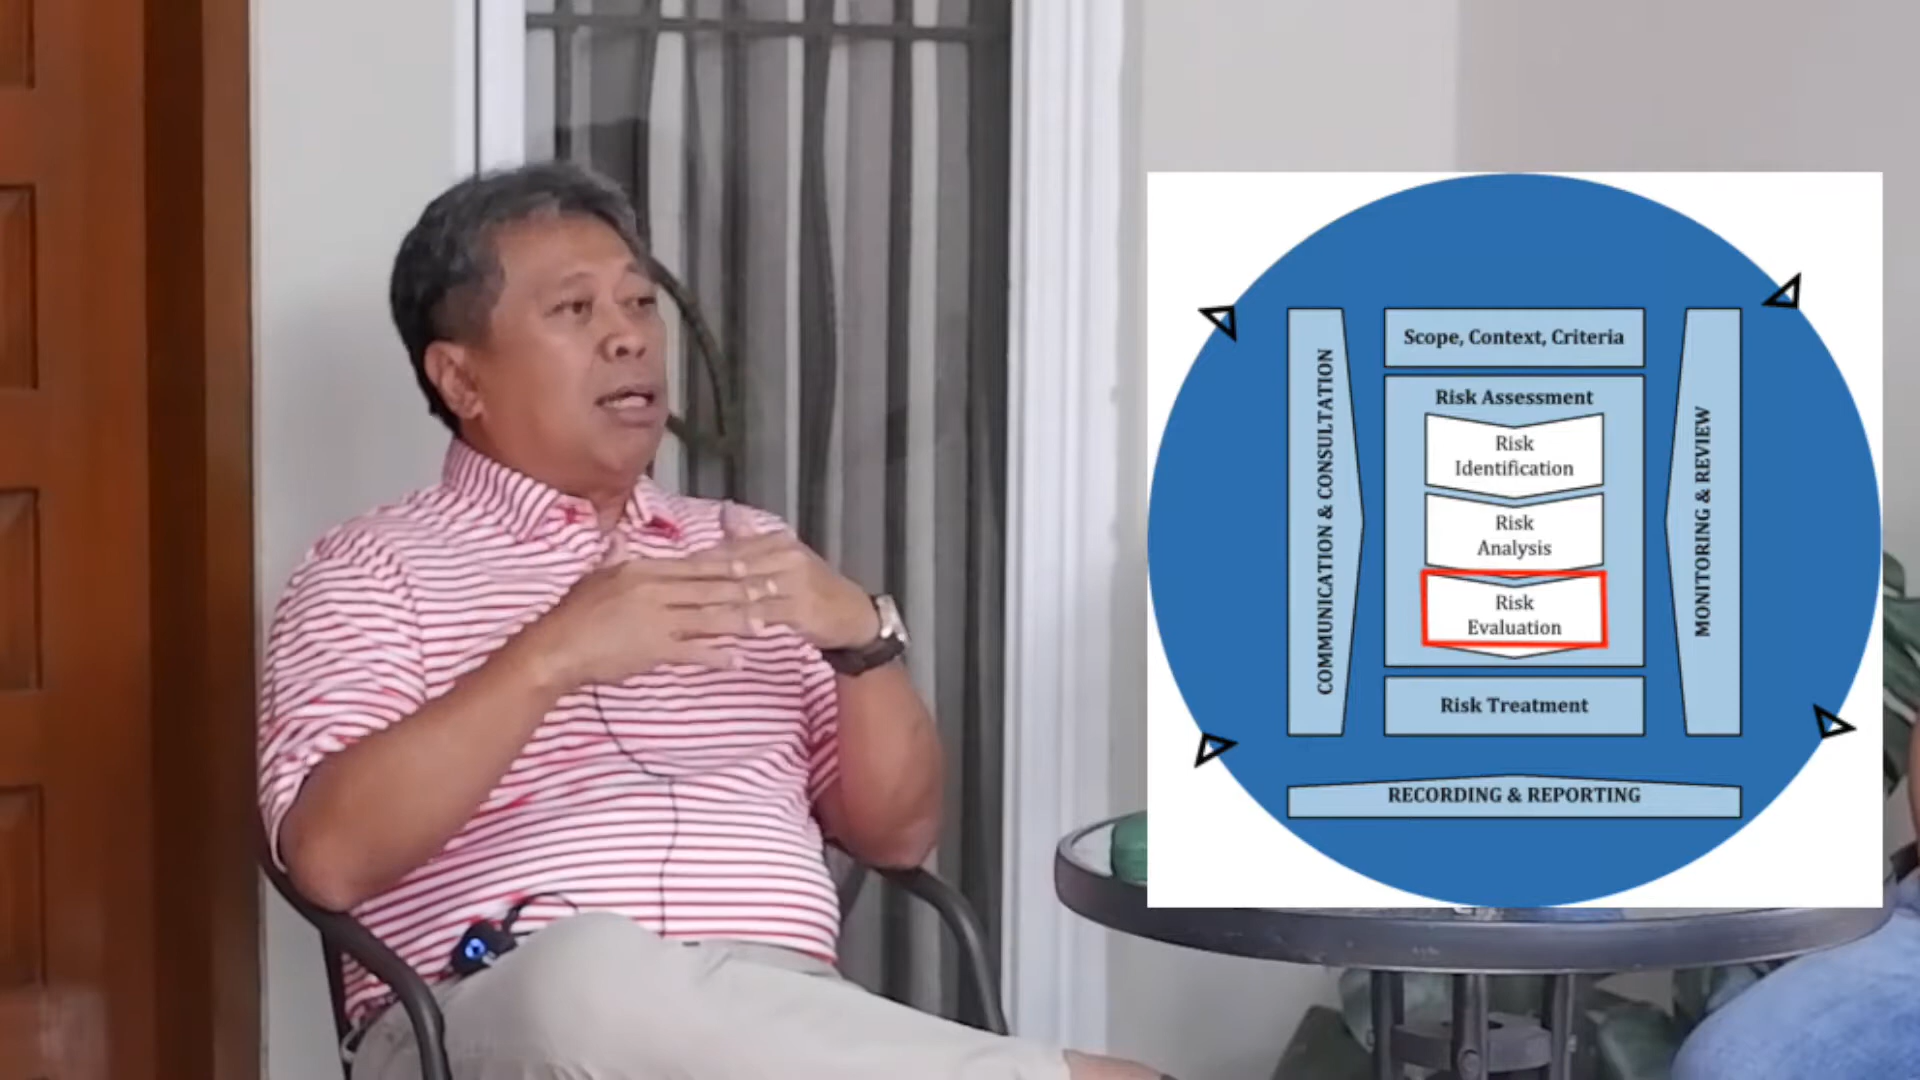 Scope, Context, Criteria
Risk Assessment
Risk
Identification
Risk
Analysis
Risk
Evaluation
Risk Treatment
COMMUNICATION & CONSULTATION
MONITORING & REVIEW
RECORDING & REPORTING